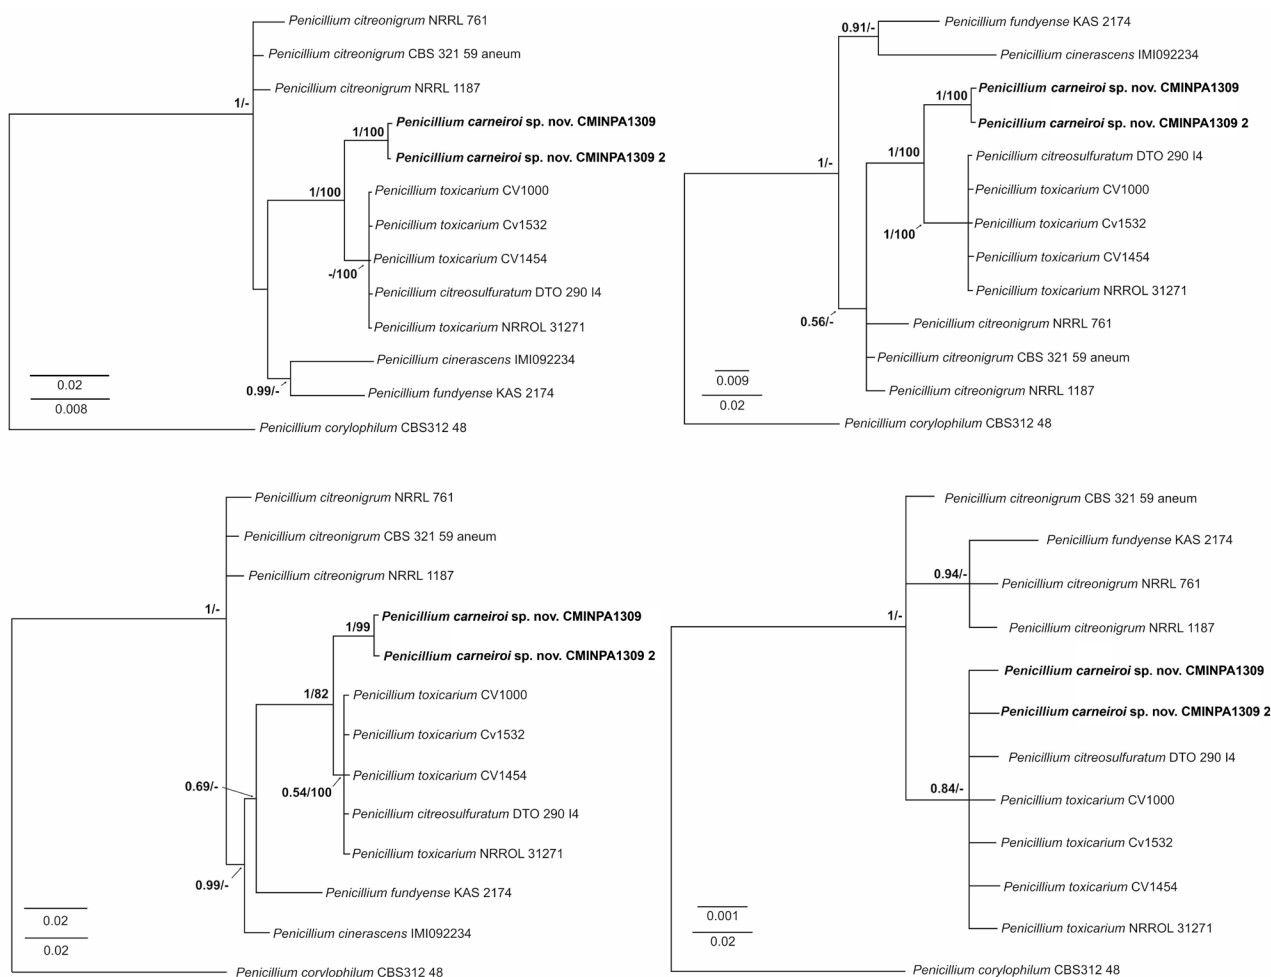 Penicillium citreonigrum NRRL 761
Penicillium citreonigrum CBS 321 59 aneum
Penicillium citreonigrum NRRL 1187
1/-
Penicillium carneiroi sp. nov. CMINPA1309
1/100
Penicillium carneiroi sp. nov. CMINPA1309 2
1/100
Penicillium toxicarium CV1000
Penicillium toxicarium Cv1532
Penicillium toxicarium CV1454
-/100
Penicillium citreosulfuratum DTO 290 I4
Penicillium toxicarium NRROL 31271
Penicillium cinerascens IMI092234
0.99/-
Penicillium fundyense KAS 2174
0.02
0.008
Penicillium corylophilum CBS312 48
Penicillium fundyense KAS 2174
0.91/-
Penicillium cinerascens IMI092234
Penicillium carneiroi sp. nov. CMINPA1309
1/100
Penicillium carneiroi sp. nov. CMINPA1309 2
1/100
Penicillium citreosulfuratum DTO 290 I4
1/-
Penicillium toxicarium CV1000
Penicillium toxicarium Cv1532
1/100
Penicillium toxicarium CV1454
Penicillium toxicarium NRROL 31271
0.56/-
Penicillium citreonigrum NRRL 761
Penicillium citreonigrum CBS 321 59 aneum
0.009
Penicillium citreonigrum NRRL 1187
0.02
Penicillium corylophilum CBS312 48
Penicillium citreonigrum NRRL 761
Penicillium citreonigrum CBS 321 59 aneum
Penicillium citreonigrum NRRL 1187
1/-
Penicillium carneiroi sp. nov. CMINPA1309
1/99
Penicillium carneiroi sp. nov. CMINPA1309 2
1/82
Penicillium toxicarium CV1000
Penicillium toxicarium Cv1532
Penicillium toxicarium CV1454
0.69/-
0.54/100
Penicillium citreosulfuratum DTO 290 I4
Penicillium toxicarium NRROL 31271
0.99/-
Penicillium fundyense KAS 2174
0.02
Penicillium cinerascens IMI092234
0.02
Penicillium corylophilum CBS312 48
Penicillium citreonigrum CBS 321 59 aneum
Penicillium fundyense KAS 2174
0.94/-
Penicillium citreonigrum NRRL 761
1/-
Penicillium citreonigrum NRRL 1187
Penicillium carneiroi sp. nov. CMINPA1309
Penicillium carneiroi sp. nov. CMINPA1309 2
Penicillium citreosulfuratum DTO 290 I4
0.84/-
Penicillium toxicarium CV1000
Penicillium toxicarium Cv1532
Penicillium toxicarium CV1454
0.001
Penicillium toxicarium NRROL 31271
0.02
Penicillium corylophilum CBS312 48